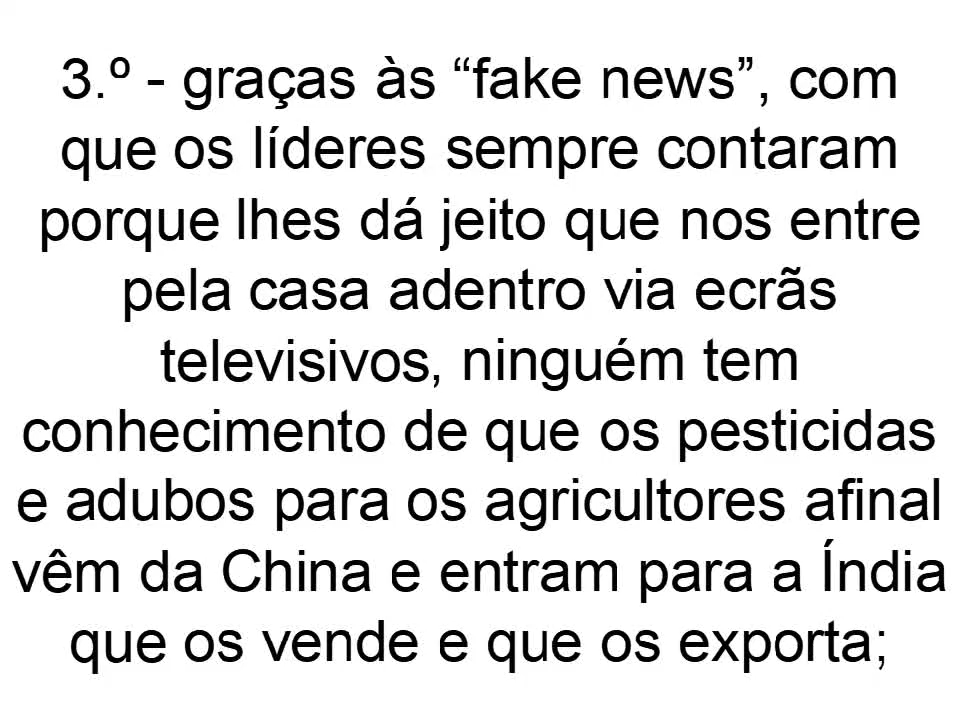 3.º - graças às “fake news”, com
que os líderes sempre contaram
porque lhes dá jeito que nos entre
pela casa adentro via ecrãs
televisivos, ninguém tem
conhecimento de que os pesticidas
e adubos para os agricultores afinal
vêm da China e entram para a Índia
que os vende e que os exporta;